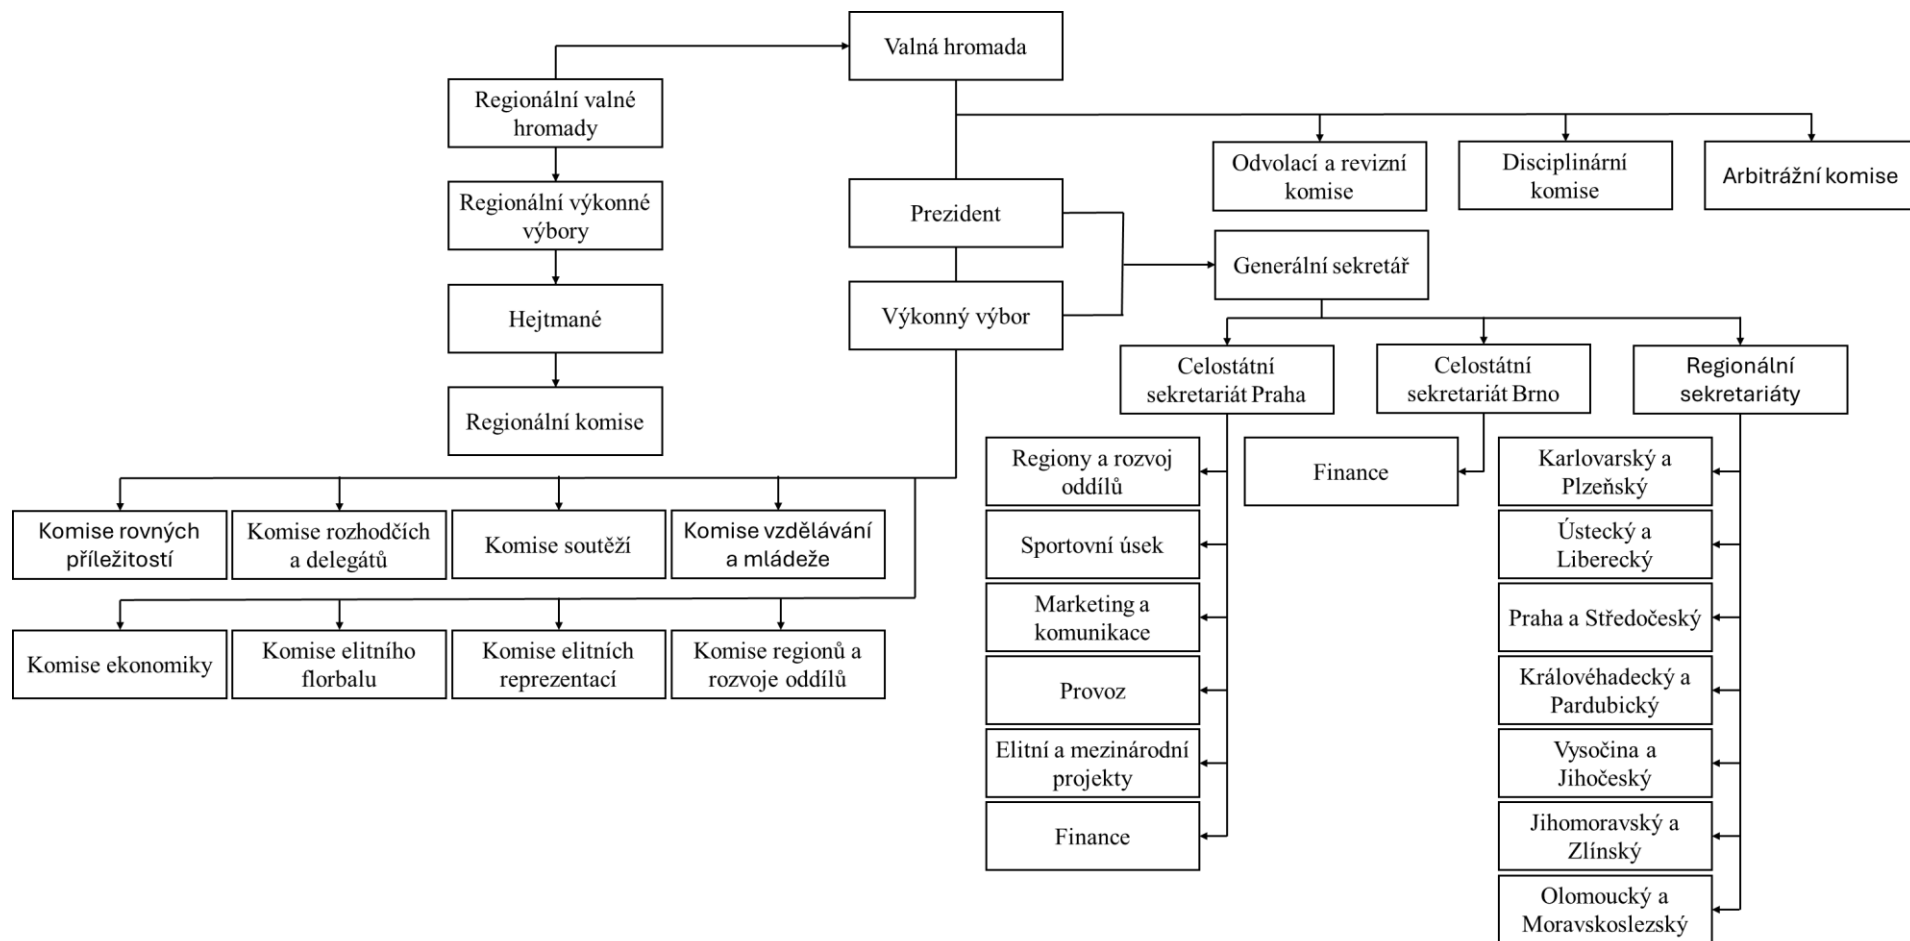 Valná hromada
Regionální valné
hromady
Odvolací a revizní
komise
Disciplinární
komise
Arbitrážní komise
Regionální výkonné
výbory
Prezident
Generální sekretář
Hejtmané
Výkonný výbor
Celostátní
sekretariát Praha
Celostátní
sekretariát Brno
Regionální
sekretariáty
Regionální komise
Regiony a rozvoj
oddílů
Finance
Karlovarský a
Plzeňský
Komise rovných
příležitostí
Komise rozhodčích
a delegátů
Komise soutěží
Komise vzdělávání
a mládeže
Sportovní úsek
Ústecký a
Liberecký
Marketing a
komunikace
Praha a Středočeský
Komise ekonomiky
Komise elitního
florbalu
Komise elitních
reprezentací
Komise regionů a
rozvoje oddílů
Provoz
Královéhadecký a
Pardubický
Elitní a mezinárodní
projekty
Vysočina a
Jihočeský
Finance
Jihomoravský a
Zlínský
Olomoucký a
Moravskoslezský